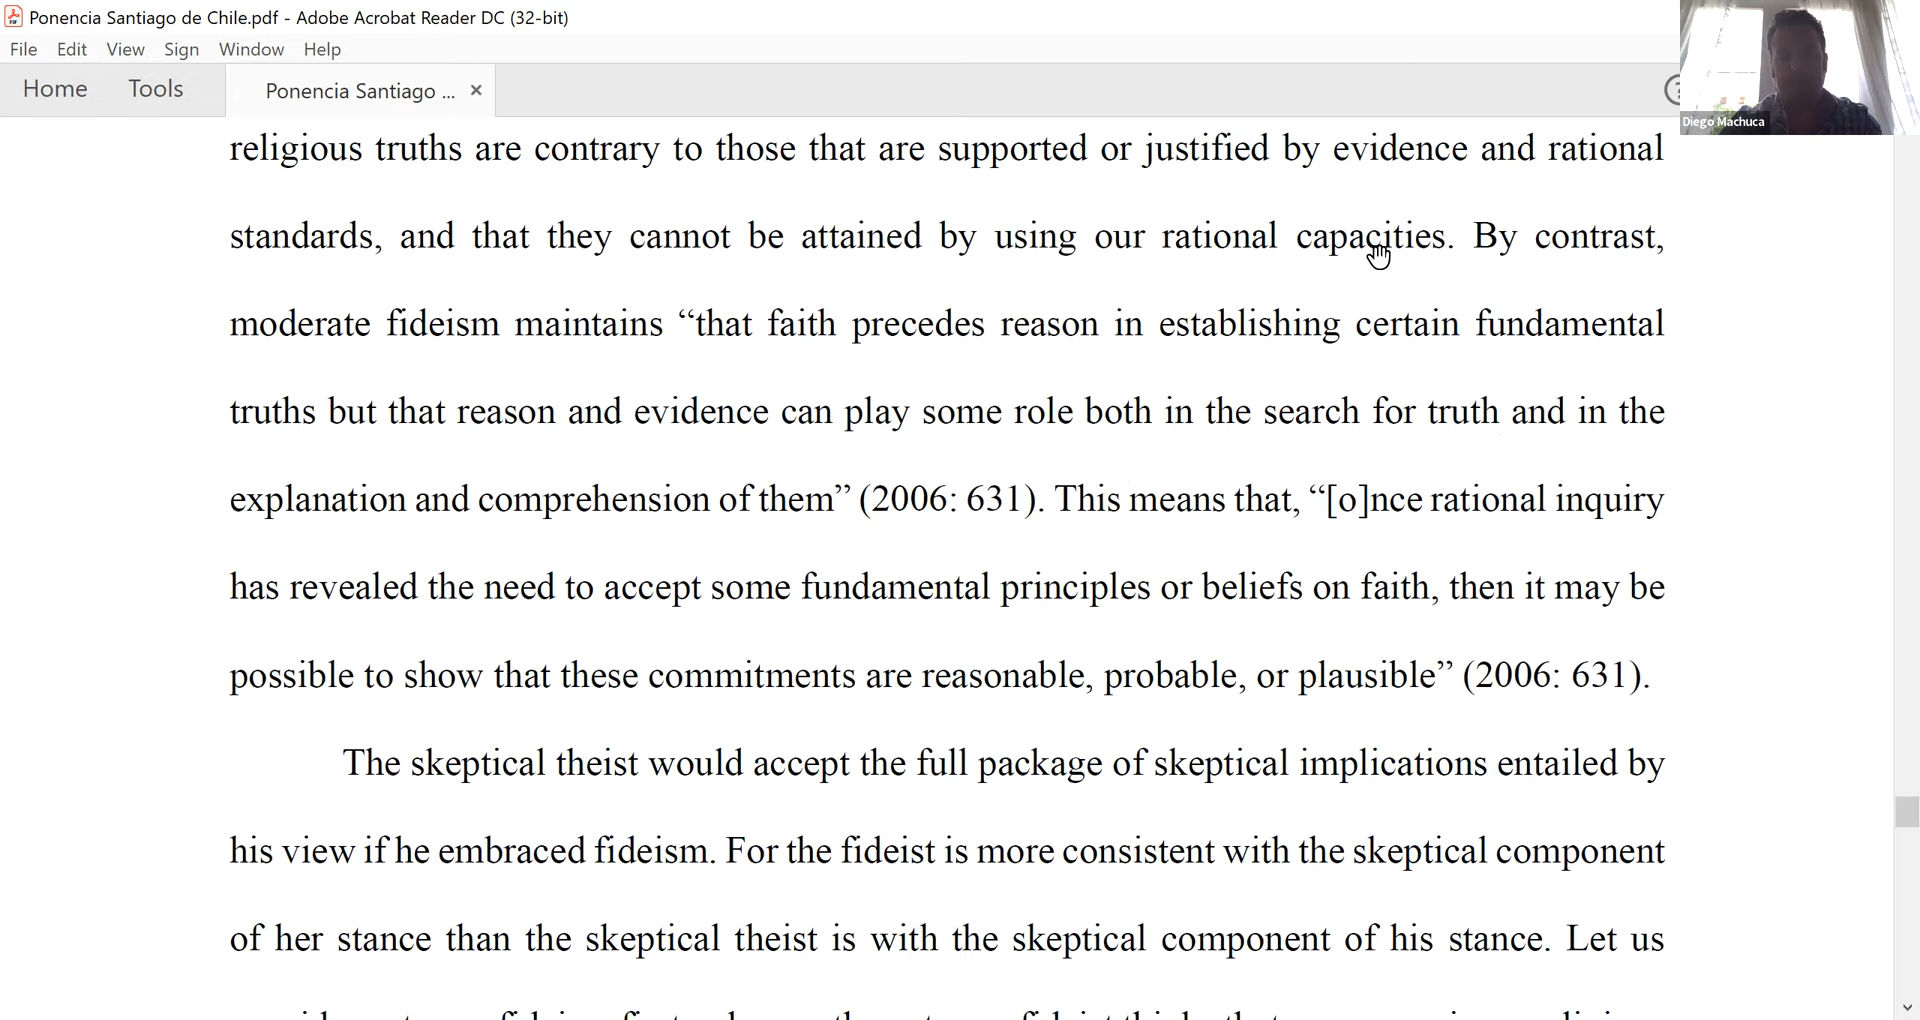 Ponencia Santiago de Chile.pdf - Adobe Acrobat Reader DC (32-bit)
File Edit View Sign Window Help
Home Tools Ponencia Santiago ... ×
Diego Machuca
religious truths are contrary to those that are supported or justified by evidence and rational
standards, and that they cannot be attained by using our rational capacities. By contrast,
moderate fideism maintains “that faith precedes reason in establishing certain fundamental
truths but that reason and evidence can play some role both in the search for truth and in the
explanation and comprehension of them” (2006: 631). This means that, “[o]nce rational inquiry
has revealed the need to accept some fundamental principles or beliefs on faith, then it may be
possible to show that these commitments are reasonable, probable, or plausible” (2006: 631).
The skeptical theist would accept the full package of skeptical implications entailed by
his view if he embraced fideism. For the fideist is more consistent with the skeptical component
of her stance than the skeptical theist is with the skeptical component of his stance. Let us